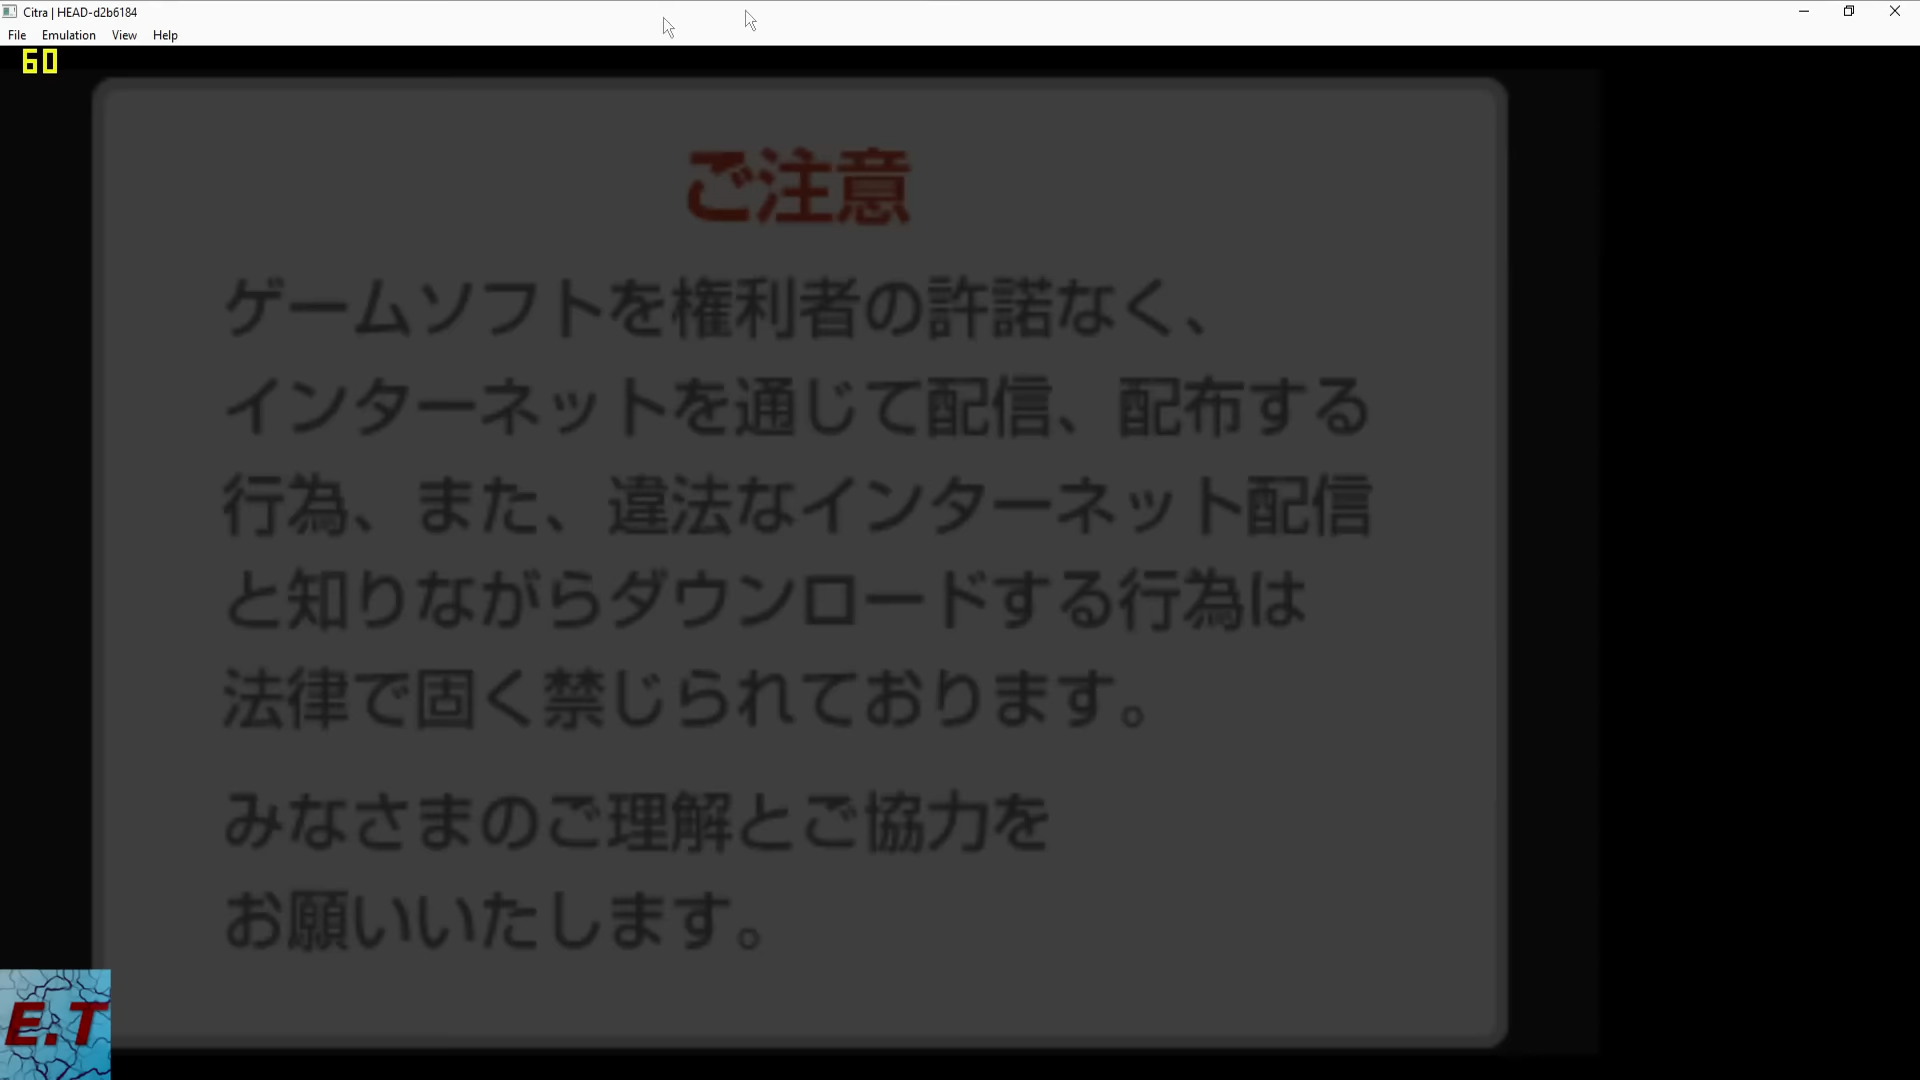 Citra | HEAD-d2b6184
File Emulation View Help
60
ご注意
ゲームソフトを権利者の許諾なく、
インターネットを通じて配信、配布する
行為、また、違法なインターネット配信
と知りながらダウンロードする行為は
法律で固く禁じられております。
みなさまのご理解とご協力を
お願いいたします。
E.T